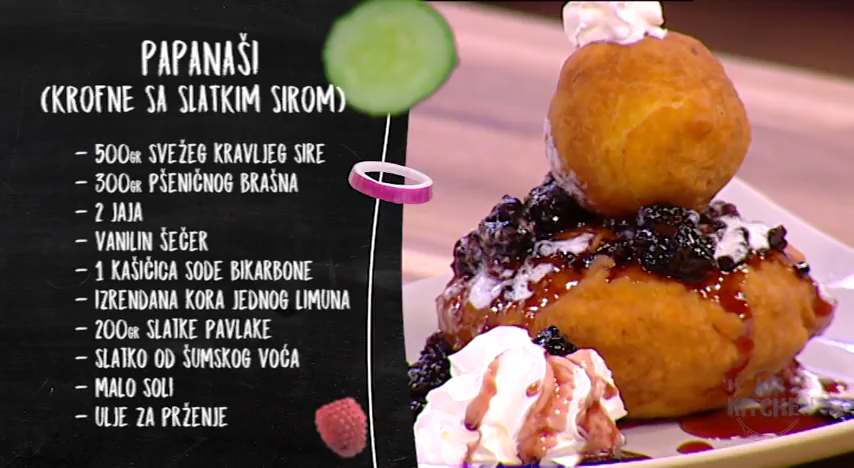 PAPANAŠI
(KROFNE SA SLATKIM SIROM)
- 500GR SVEŽEG KRAVLJEG SIRE
- 300GR PŠENIČNOG BRAŠNA
- 2 JAJA
- VANILIN ŠEĆER
- 1 KAŠIČICA SODE BIKARBONE
- IZRENDANA KORA JEDNOG LIMUNA
- 200GR SLATKE PAVLAKE
- SLATKO OD ŠUMSKOG VOĆA
- MALO SOLI
- ULJE ZA PRŽENJE
KITCHEN